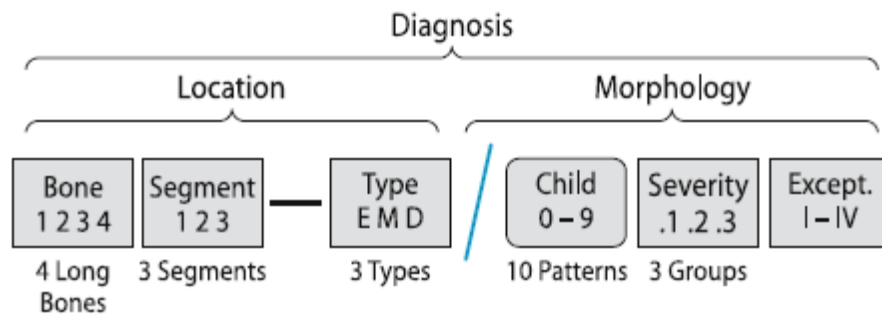 Diagnosis
Location Morphology
Bone Segment Type Child Severity Except.
1 2 3 4 1 2 3 — E M D / 0 – 9 .1 .2 .3 I – IV
4 Long 3 Segments 3 Types 10 Patterns 3 Groups
Bones